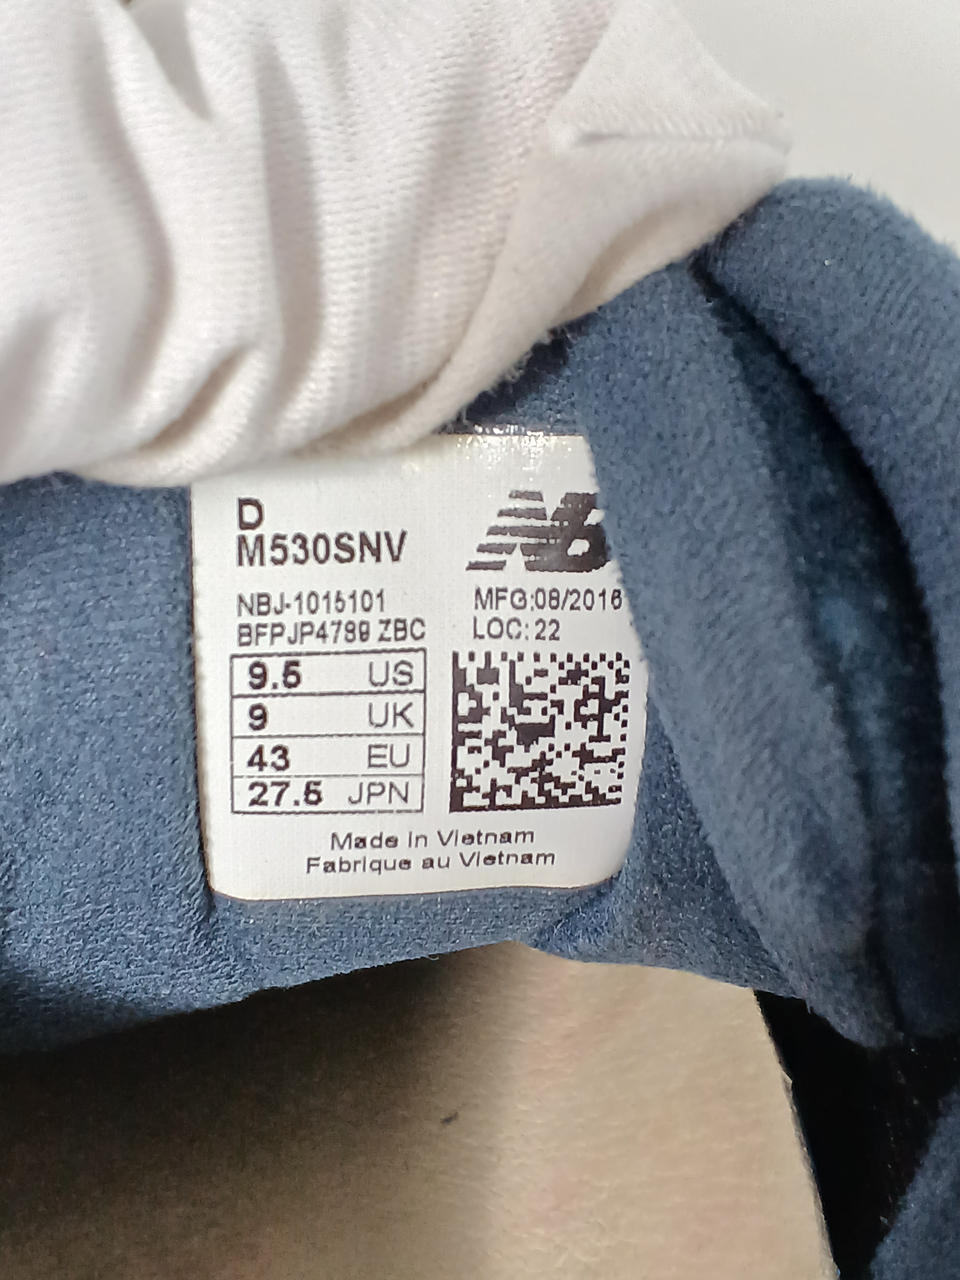 D
M530SNV
NB
NBJ-1015101
MFG:08/2016
BFPJP4789 ZBC
LOC: 22
9.5 US
9 UK
43 EU
27.5 JPN
Made in Vietnam
Fabrique au Vietnam